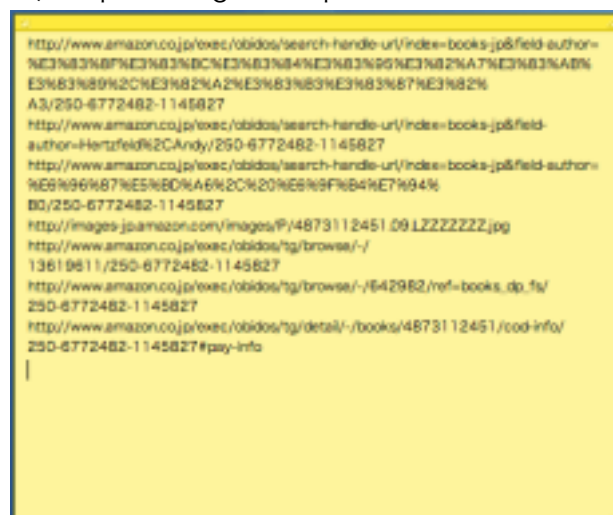 http://www.amazon.co.jp/exec/obidos/search-handle-url/index=books-jp&field-author=
%E3%83%8F%E3%83%BC%E3%83%84%E3%83%95%E3%82%A7%E3%83%AB%
E3%83%89%2C%E3%82%A2%E3%83%B3%E3%83%87%E3%82%
A3/250-6772482-1145827
http://www.amazon.co.jp/exec/obidos/search-handle-url/index=books-jp&field-
author=Hertzfeld%2CAndy/250-6772482-1145827
http://www.amazon.co.jp/exec/obidos/search-handle-url/index=books-jp&field-author=
%E6%96%87%E5%BD%A6%2C%20%E6%9F%B4%E7%94%
B0/250-6772482-1145827
http://images-jp.amazon.com/images/P/4873112451.09.LZZZZZZZ.jpg
http://www.amazon.co.jp/exec/obidos/tg/browse/-/
13619611/250-6772482-1145827
http://www.amazon.co.jp/exec/obidos/tg/browse/-/642982/ref=books_dp_fs/
250-6772482-1145827
http://www.amazon.co.jp/exec/obidos/tg/detail/-/books/4873112451/cod-info/
250-6772482-1145827#pay-info